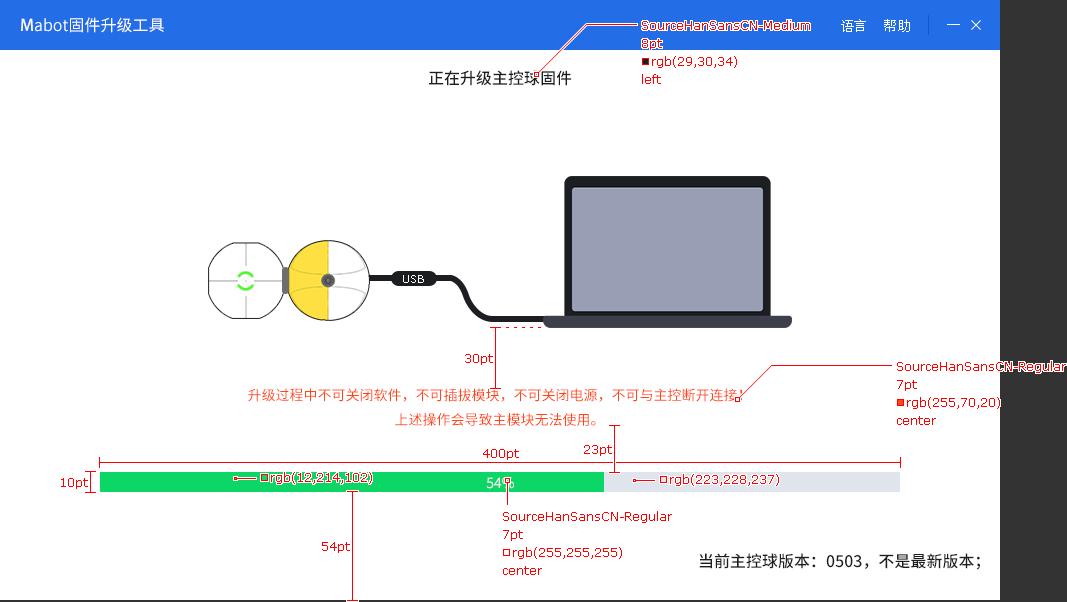 Mabot固件升级工具
语言 帮助
SourceHanSansCN-Medium
8pt
rgb(29,30,34)
left
正在升级主控球固件
USB
30pt
SourceHanSansCN-Regular
7pt
rgb(255,70,20)
center
升级过程中不可关闭软件，不可插拔模块，不可关闭电源，不可与主控断开连接！
上述操作会导致主模块无法使用。
23pt
400pt
10pt
rgb(12,214,102)
54%
rgb(223,228,237)
SourceHanSansCN-Regular
7pt
rgb(255,255,255)
center
54pt
当前主控球版本：0503，不是最新版本；